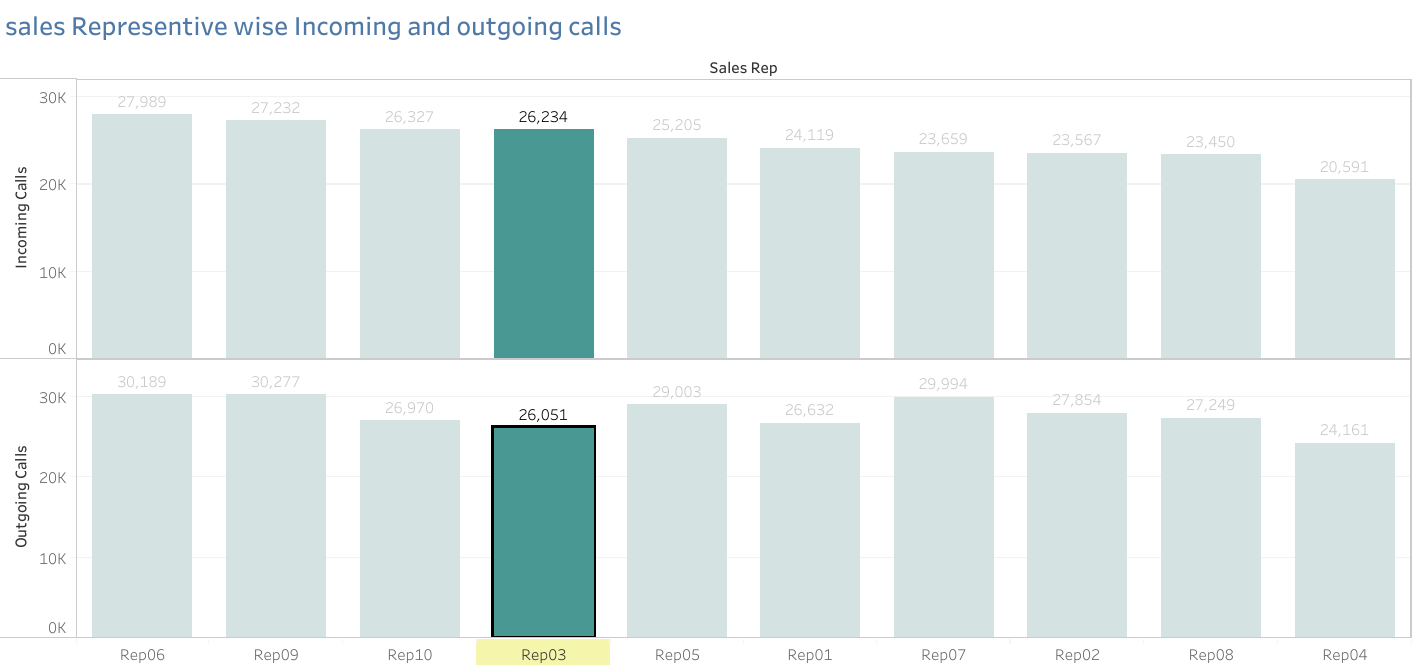 sales Representive wise Incoming and outgoing calls
Sales Rep
Incoming Calls
30K
20K
10K
0K
27,989 27,232 26,327 26,234 25,205 24,119 23,659 23,567 23,450 20,591
Outgoing Calls
30K
20K
10K
0K
30,189 30,277 26,970 26,051 29,003 26,632 29,994 27,854 27,249 24,161
Rep06 Rep09 Rep10 Rep03 Rep05 Rep01 Rep07 Rep02 Rep08 Rep04